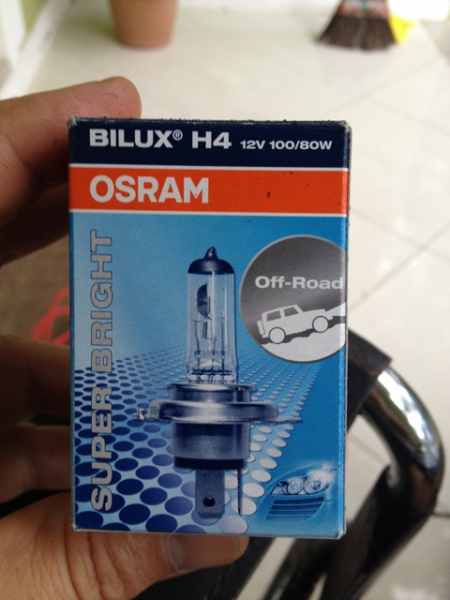 BILUX® H4 12V 100/80W
OSRAM
SUPER BRIGHT
Off-Road